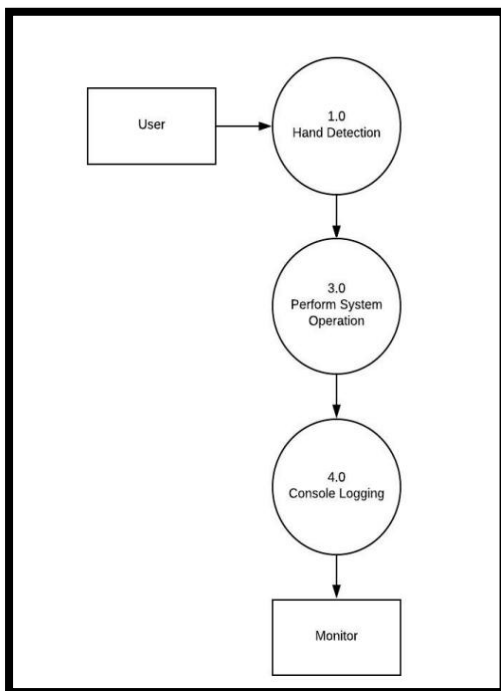 User
1.0
Hand Detection
3.0
Perform System
Operation
4.0
Console Logging
Monitor